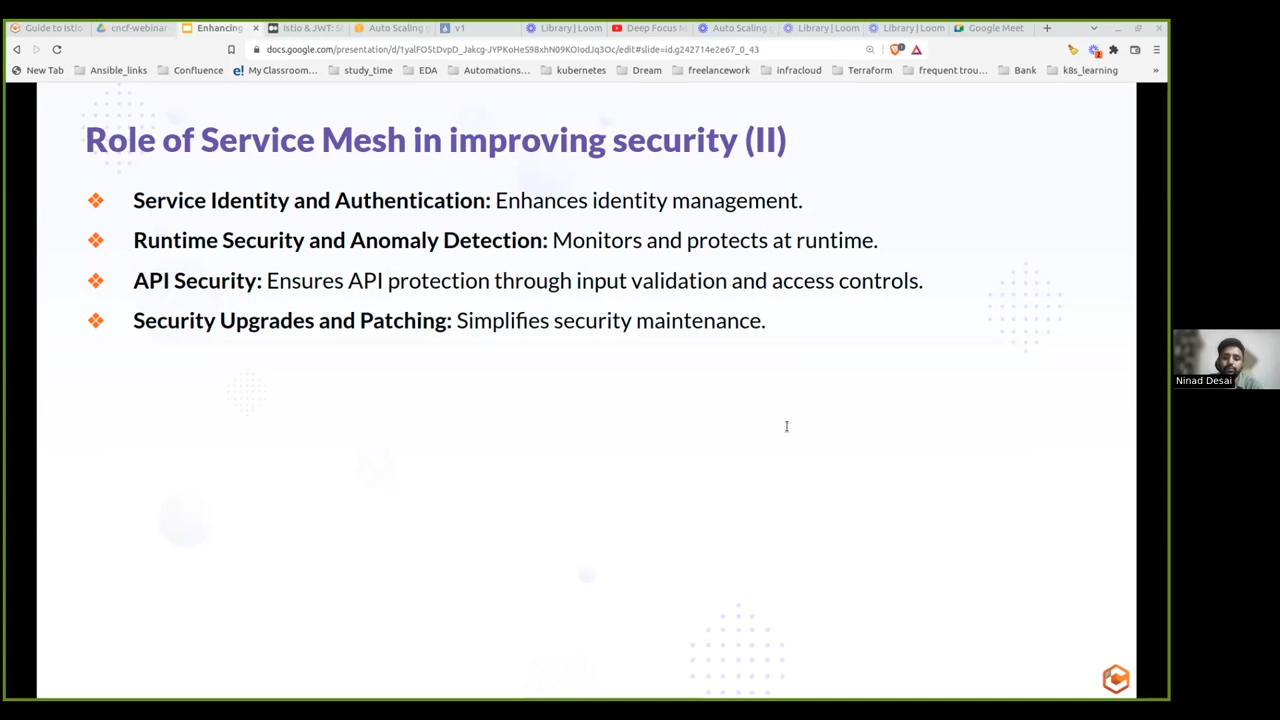 Guide to Istio
cncf-webinar
Enhancing
Istio & JWT: S
Auto Scaling
v1
Library | Loom
Deep Focus M
Auto Scaling
Library | Loom
Library | Loom
Google Meet
docs.google.com/presentation/d/1yalFOStDvpD_Jakcg-JYPKoHeS98xhN09KOIodJq3Oc/edit#slide=id.g242714e2e67_0_43
New Tab
Ansible_links
Confluence
e! My Classroom...
study_time
EDA
Automations...
kubernetes
Dream
freelancework
infracloud
Terraform
frequent trou...
Bank
k8s_learning
»
Role of Service Mesh in improving security (II)
Service Identity and Authentication: Enhances identity management.
Runtime Security and Anomaly Detection: Monitors and protects at runtime.
API Security: Ensures API protection through input validation and access controls.
Security Upgrades and Patching: Simplifies security maintenance.
Ninad Desai